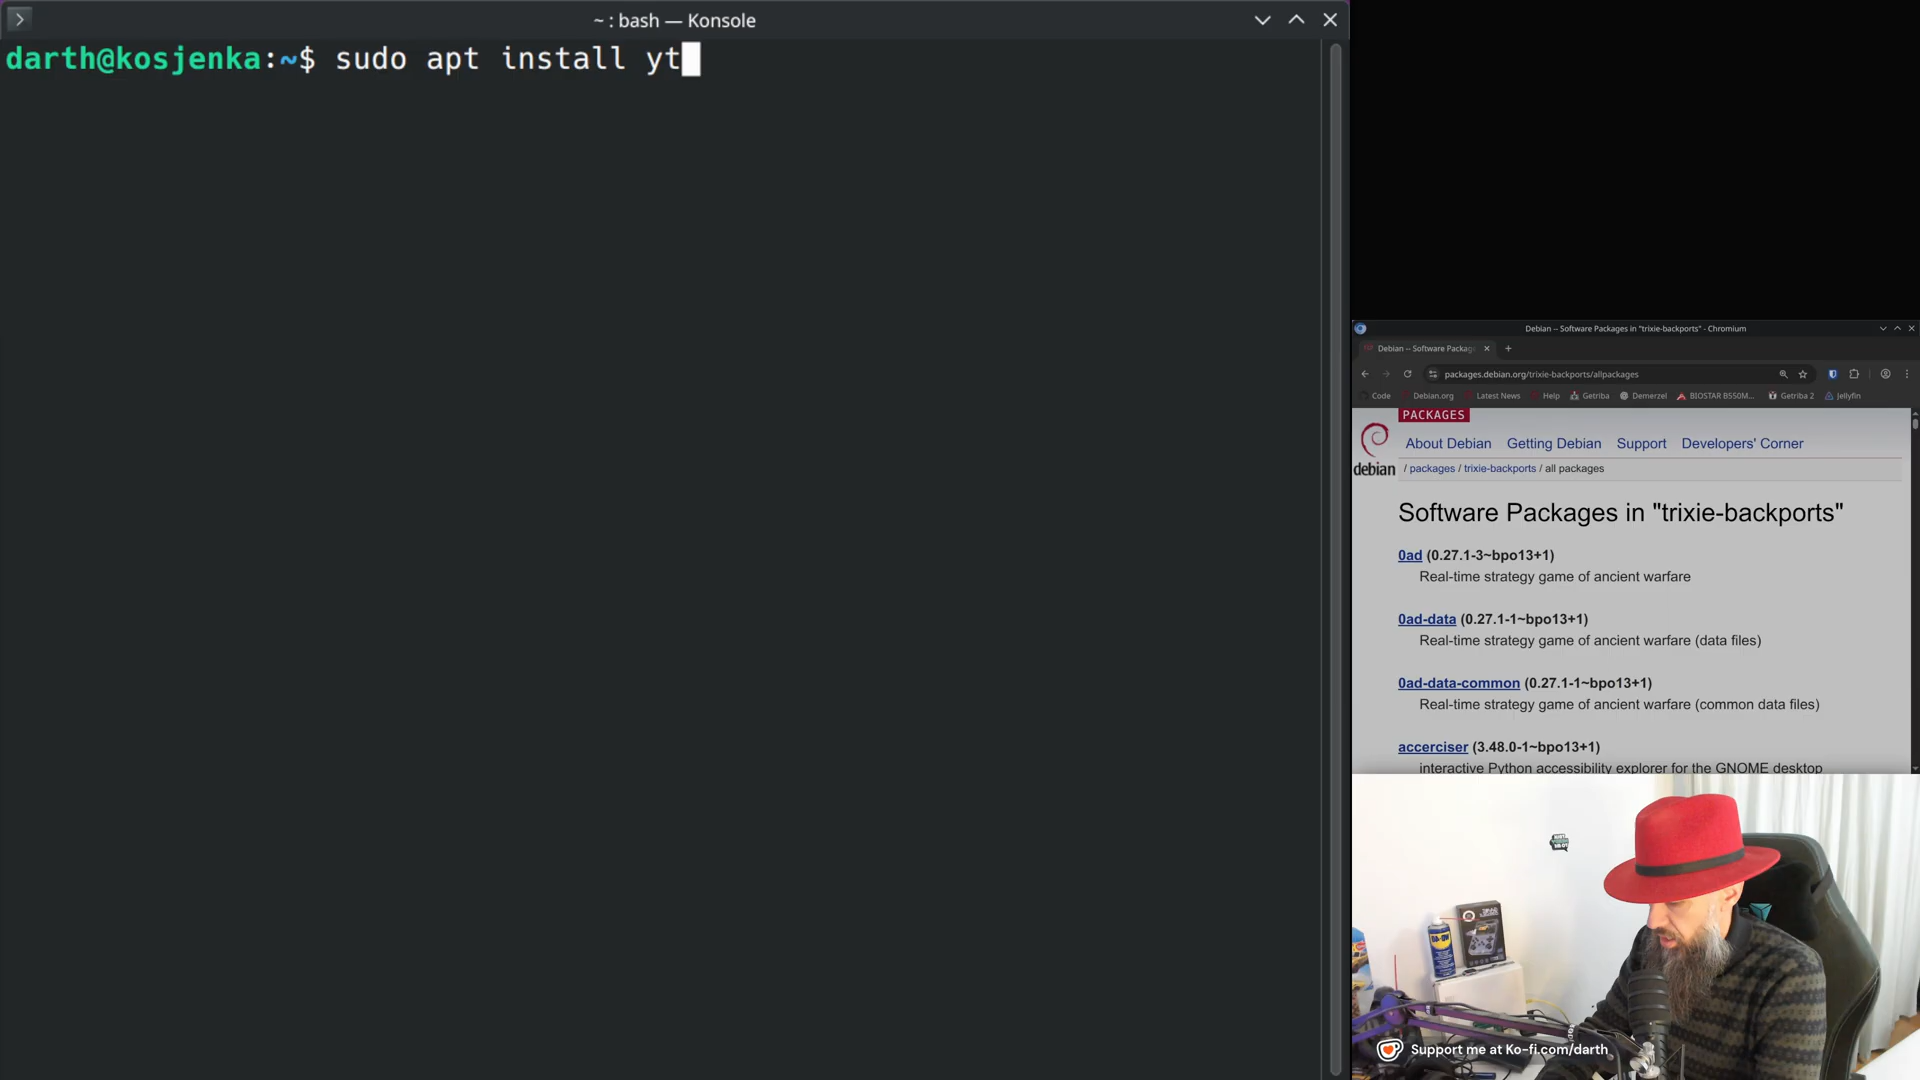 ~ : bash — Konsole
darth@kosjenka:~$ sudo apt install yt
Debian -- Software Packages in "trixie-backports" - Chromium
Debian -- Software Packag
packages.debian.org/trixie-backports/allpackages
Code Debian.org Latest News Help Getriba Demerzel BIOSTAR B550M... Getriba 2 Jellyfin
PACKAGES
debian
About Debian Getting Debian Support Developers' Corner
/ packages / trixie-backports / all packages
Software Packages in "trixie-backports"
0ad (0.27.1-3~bpo13+1)
Real-time strategy game of ancient warfare
0ad-data (0.27.1-1~bpo13+1)
Real-time strategy game of ancient warfare (data files)
0ad-data-common (0.27.1-1~bpo13+1)
Real-time strategy game of ancient warfare (common data files)
accerciser (3.48.0-1~bpo13+1)
interactive Python accessibility explorer for the GNOME desktop
Support me at Ko-fi.com/darth